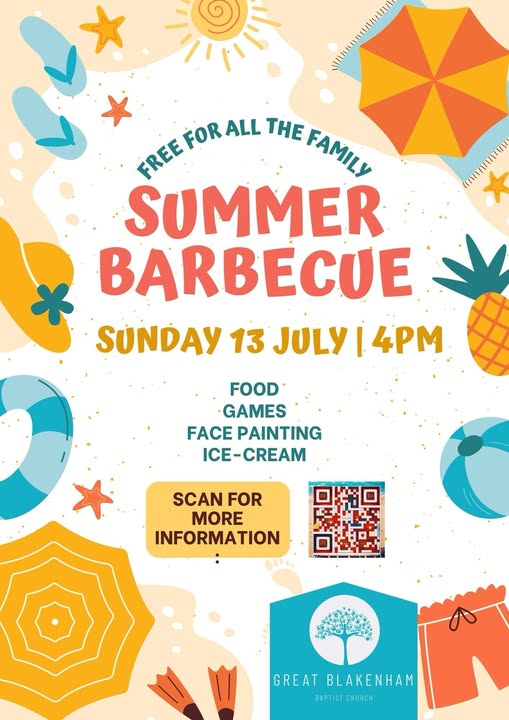 FREE FOR ALL THE FAMILY
SUMMER
BARBECUE
SUNDAY 13 JULY | 4PM
FOOD
GAMES
FACE PAINTING
ICE-CREAM
SCAN FOR
MORE
INFORMATION
:
GREAT BLAKENHAM
BAPTIST CHURCH